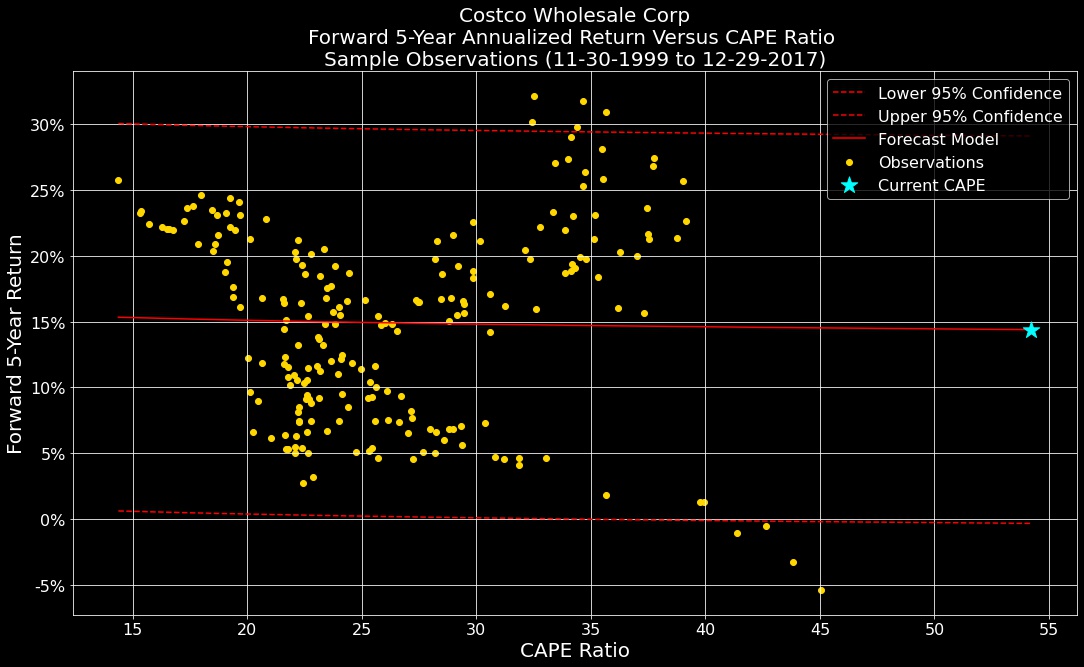 Costco Wholesale Corp
Forward 5-Year Annualized Return Versus CAPE Ratio
Sample Observations (11-30-1999 to 12-29-2017)
Lower 95% Confidence
Upper 95% Confidence
Forecast Model
Observations
Current CAPE
Forward 5-Year Return
30%
25%
20%
15%
10%
5%
0%
-5%
15 20 25 30 35 40 45 50 55
CAPE Ratio